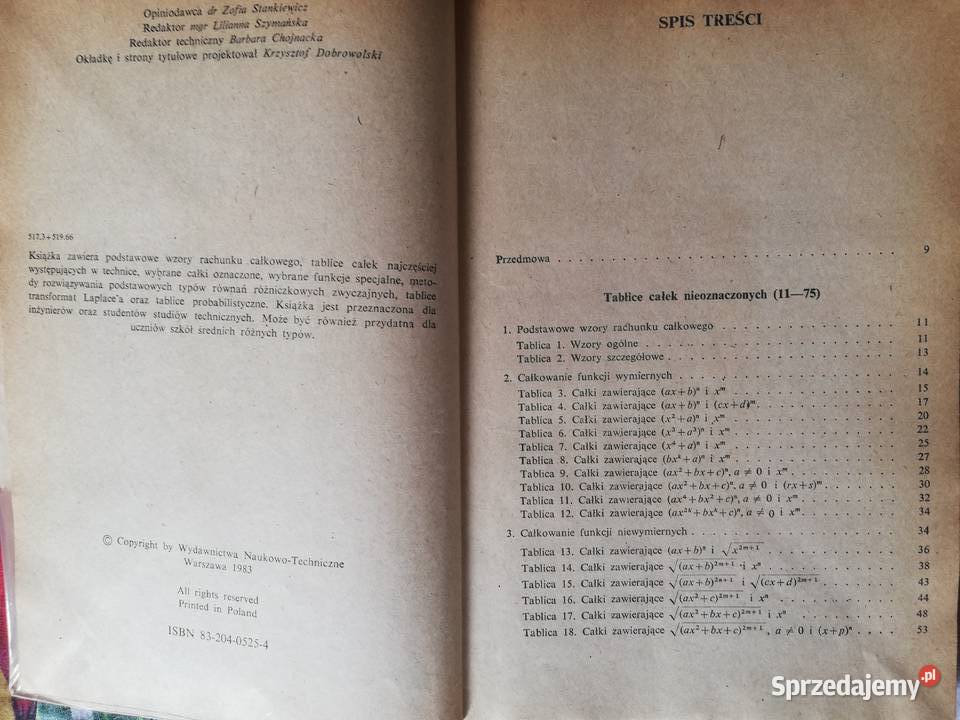 Opiniodawca dr Zofia Stankiewicz
Redaktor mgr Lilianna Szymańska
Redaktor techniczny Barbara Chojnacka
Okładkę i strony tytułowe projektował Krzysztof Dobrowolski
517.3+519.66
Książka zawiera podstawowe wzory rachunku całkowego, tablice całek najczęściej
występujących w technice, wybrane całki oznaczone, wybrane funkcje specjalne, meto-
dy rozwiązywania podstawowych typów równań różniczkowych zwyczajnych, tablice
transformat Laplace'a oraz tablice probabilistyczne. Książka jest przeznaczona dla
inżynierów oraz studentów studiów technicznych. Może być również przydatna dla
uczniów szkół średnich różnych typów.
© Copyright by Wydawnictwa Naukowo-Techniczne
Warszawa 1983
All rights reserved
Printed in Poland
ISBN 83-204-0525-4
SPIS TREŚCI
Przedmowa . . . . . . . . . . 9
Tablice całek nieoznaczonych (11—75)
1. Podstawowe wzory rachunku całkowego . . . . . . . . . . 11
Tablica 1. Wzory ogólne . . . . . . . . . . 11
Tablica 2. Wzory szczegółowe . . . . . . . . . . 13
2. Całkowanie funkcji wymiernych . . . . . . . . . . 14
Tablica 3. Całki zawierające (ax+b)ⁿ i xᵐ . . . . . . . . . . 15
Tablica 4. Całki zawierające (ax+b)ⁿ i (cx+d)ᵐ . . . . . . . . . . 17
Tablica 5. Całki zawierające (x²+a)ⁿ i xᵐ . . . . . . . . . . 20
Tablica 6. Całki zawierające (x³+a³)ⁿ i xᵐ . . . . . . . . . . 22
Tablica 7. Całki zawierające (x⁴+a)ⁿ i xᵐ . . . . . . . . . . 25
Tablica 8. Całki zawierające (bxᵏ+a)ⁿ i xᵐ . . . . . . . . . . 27
Tablica 9. Całki zawierające (ax²+bx+c)ⁿ, a ≠ 0 i xᵐ . . . . . . . . . . 28
Tablica 10. Całki zawierające (ax²+bx+c)ⁿ, a ≠ 0 i (rx+s)ᵐ . . . . . . . . . . 30
Tablica 11. Całki zawierające (ax⁴+bx²+c)ⁿ, a ≠ 0 i xᵐ . . . . . . . . . . 32
Tablica 12. Całki zawierające (ax²ᵏ+bxᵏ+c)ⁿ, a ≠ 0 i xᵐ . . . . . . . . . . 34
3. Całkowanie funkcji niewymiernych . . . . . . . . . . 34
Tablica 13. Całki zawierające (ax+b)ⁿ i √x²ᵐ⁺¹ . . . . . . . . . . 36
Tablica 14. Całki zawierające √(ax+b)²ᵐ⁺¹ i xⁿ . . . . . . . . . . 38
Tablica 15. Całki zawierające √(ax+b)²ⁿ⁺¹ i √(cx+d)²ᵐ⁺¹ . . . . . . . . . . 43
Tablica 16. Całki zawierające √(ax²+c)²ᵐ⁺¹ i xⁿ . . . . . . . . . . 44
Tablica 17. Całki zawierające √(ax²+bx+c)²ᵐ⁺¹ i xⁿ . . . . . . . . . . 48
Tablica 18. Całki zawierające √(ax²+bx+c)²ᵐ⁺¹, a ≠ 0 i (x+p)ⁿ . . . . 53
Sprzedajemy.pl